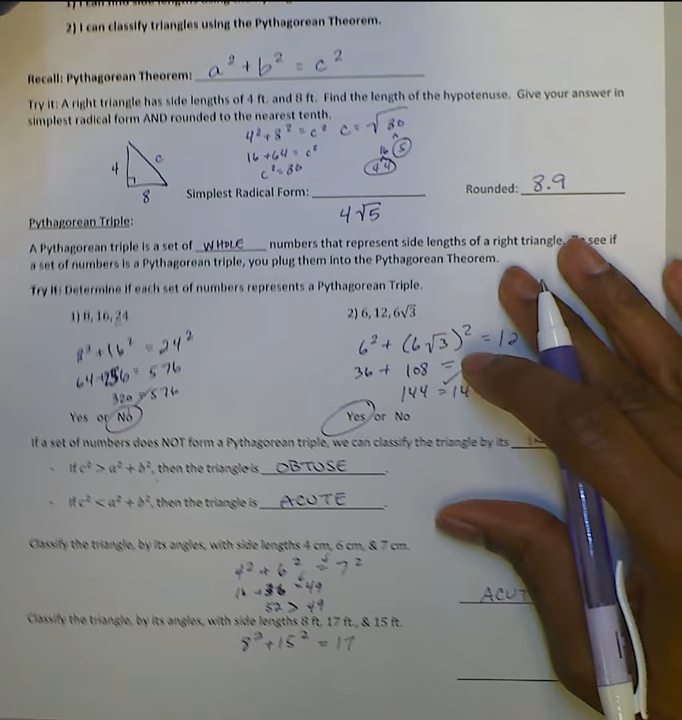 2) I can classify triangles using the Pythagorean Theorem.
Recall: Pythagorean Theorem: a² + b² = c²
Try it: A right triangle has side lengths of 4 ft. and 8 ft. Find the length of the hypotenuse. Give your answer in
simplest radical form AND rounded to the nearest tenth.
4² + 8² = c² c = √80
16 + 64 = c² 16 5
c² = 80 4 4
4 c
8
Simplest Radical Form: 4√5 Rounded: 8.9
Pythagorean Triple:
A Pythagorean triple is a set of WHOLE numbers that represent side lengths of a right triangle. To see if
a set of numbers is a Pythagorean triple, you plug them into the Pythagorean Theorem.
Try it: Determine if each set of numbers represents a Pythagorean Triple.
1) 8, 16, 24 2) 6, 12, 6√3
8² + 16² = 24² 6² + (6√3)² = 12
64 + 256 = 576 36 + 108 =
320 ≠ 576 144 = 14
Yes or No Yes or No
If a set of numbers does NOT form a Pythagorean triple, we can classify the triangle by its
- If c² > a² + b², then the triangle is OBTUSE.
- If c² < a² + b², then the triangle is ACUTE.
Classify the triangle, by its angles, with side lengths 4 cm, 6 cm, & 7 cm.
4² + 6² = 7²
16 + 36 = 49
52 > 49 ACUT
Classify the triangle, by its angles, with side lengths 8 ft, 17 ft., & 15 ft.
8² + 15² = 17